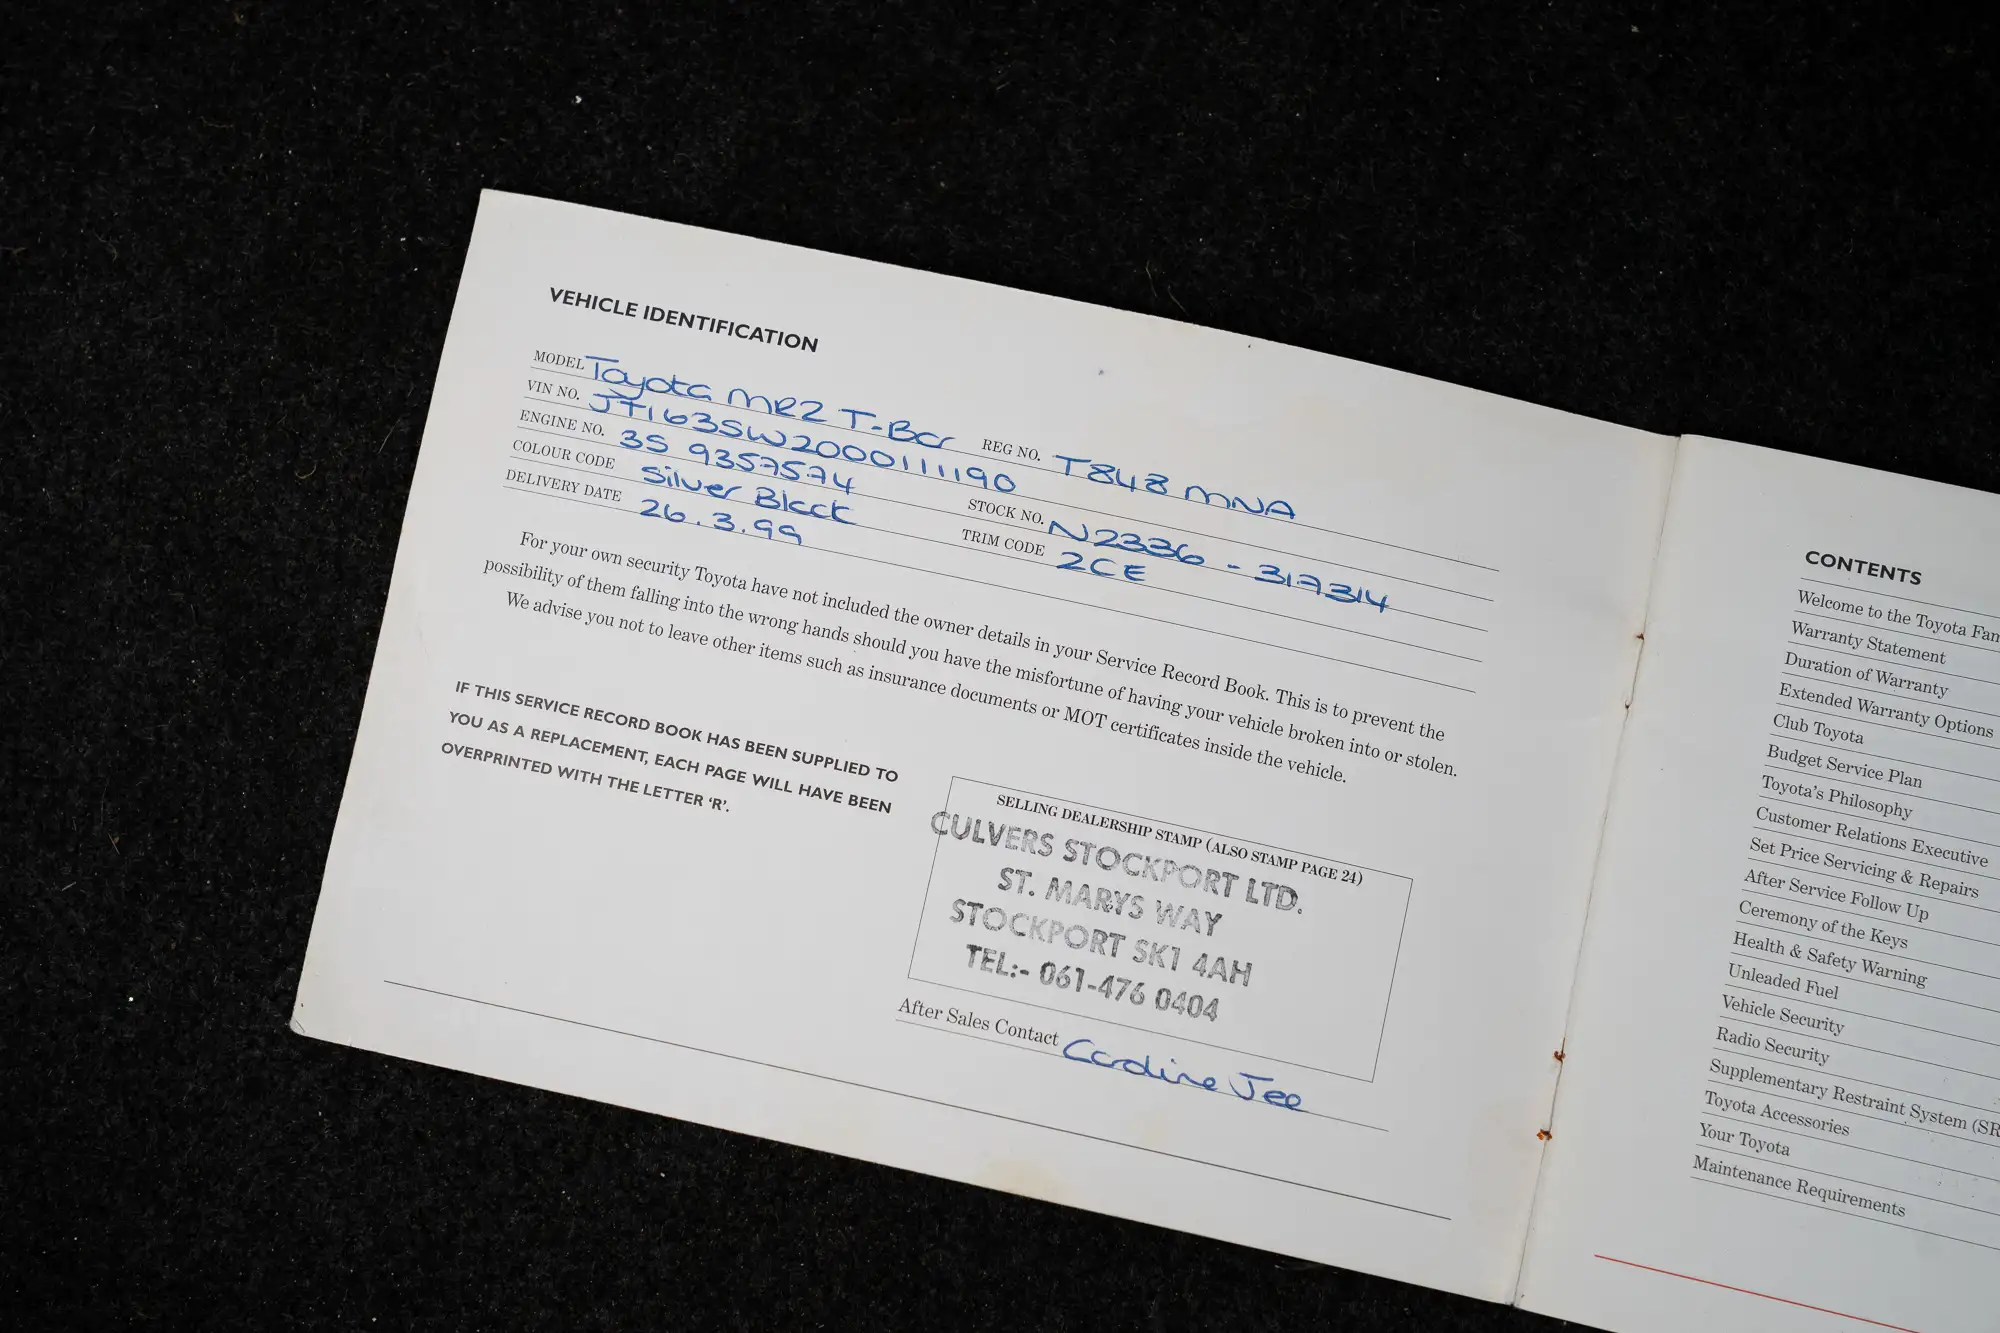 VEHICLE IDENTIFICATION
MODEL Toyota MR2 T-Bar REG NO. T848 MNA
VIN NO. JT163SW2000111190
ENGINE NO. 3S 9357574 STOCK NO. N2336 - 317314
COLOUR CODE Silver Black TRIM CODE 2CE
DELIVERY DATE 26.3.99
For your own security Toyota have not included the owner details in your Service Record Book. This is to prevent the
possibility of them falling into the wrong hands should you have the misfortune of having your vehicle broken into or stolen.
We advise you not to leave other items such as insurance documents or MOT certificates inside the vehicle.
IF THIS SERVICE RECORD BOOK HAS BEEN SUPPLIED TO
YOU AS A REPLACEMENT, EACH PAGE WILL HAVE BEEN
OVERPRINTED WITH THE LETTER ‘R’.
SELLING DEALERSHIP STAMP (ALSO STAMP PAGE 24)
CULVERS STOCKPORT LTD.
ST. MARYS WAY
STOCKPORT SK1 4AH
TEL:- 061-476 0404
After Sales Contact Caroline Jee
CONTENTS
Welcome to the Toyota Fam
Warranty Statement
Duration of Warranty
Extended Warranty Options
Club Toyota
Budget Service Plan
Toyota's Philosophy
Customer Relations Executive
Set Price Servicing & Repairs
After Service Follow Up
Ceremony of the Keys
Health & Safety Warning
Unleaded Fuel
Vehicle Security
Radio Security
Supplementary Restraint System (SR
Toyota Accessories
Your Toyota
Maintenance Requirements